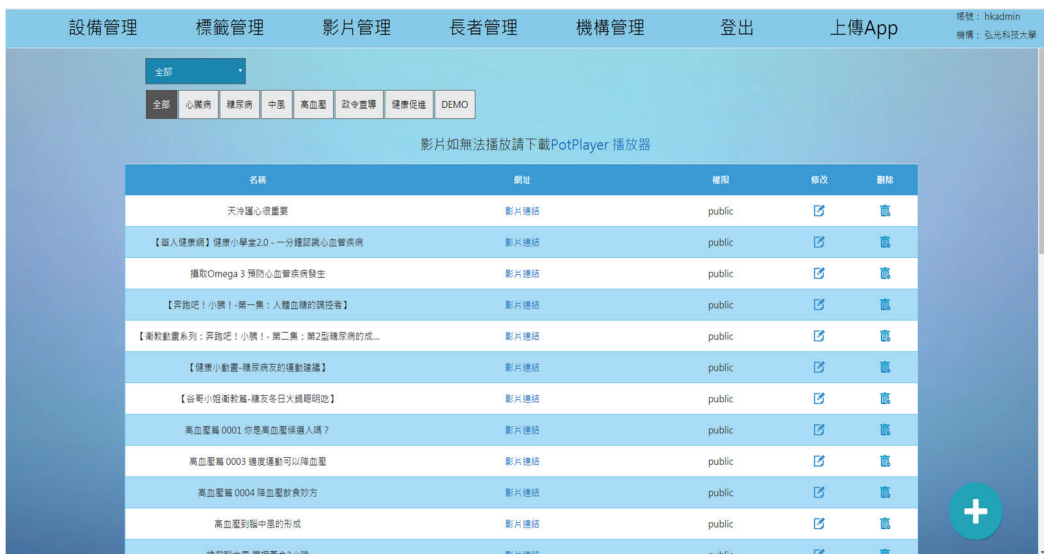 設備管理 標籤管理 影片管理 長者管理 機構管理 登出 上傳App
帳號： hkadmin
機構： 弘光科技大學
全部
全部 心臟病 糖尿病 中風 高血壓 政令宣導 健康促進 DEMO
影片如無法播放請下載PotPlayer 播放器
名稱 網址 權限 修改 刪除
天冷護心很重要 影片連結 public
【華人健康網】健康小學堂2.0 - 一分鐘認識心血管疾病 影片連結 public
攝取Omega 3 預防心血管疾病發生 影片連結 public
【奔跑吧！小胰！-第一集：人體血糖的調控者】 影片連結 public
【衛教動畫系列：奔跑吧！小胰！- 第二集：第2型糖尿病的成... 影片連結 public
【健康小動畫-糖尿病友的運動建議】 影片連結 public
【谷哥小姐衛教篇-糖友冬日火鍋聰明吃】 影片連結 public
高血壓篇 0001 你是高血壓候選人嗎？ 影片連結 public
高血壓篇 0003 適度運動可以降血壓 影片連結 public
高血壓篇 0004 降血壓飲食妙方 影片連結 public
高血壓到腦中風的形成 影片連結 public